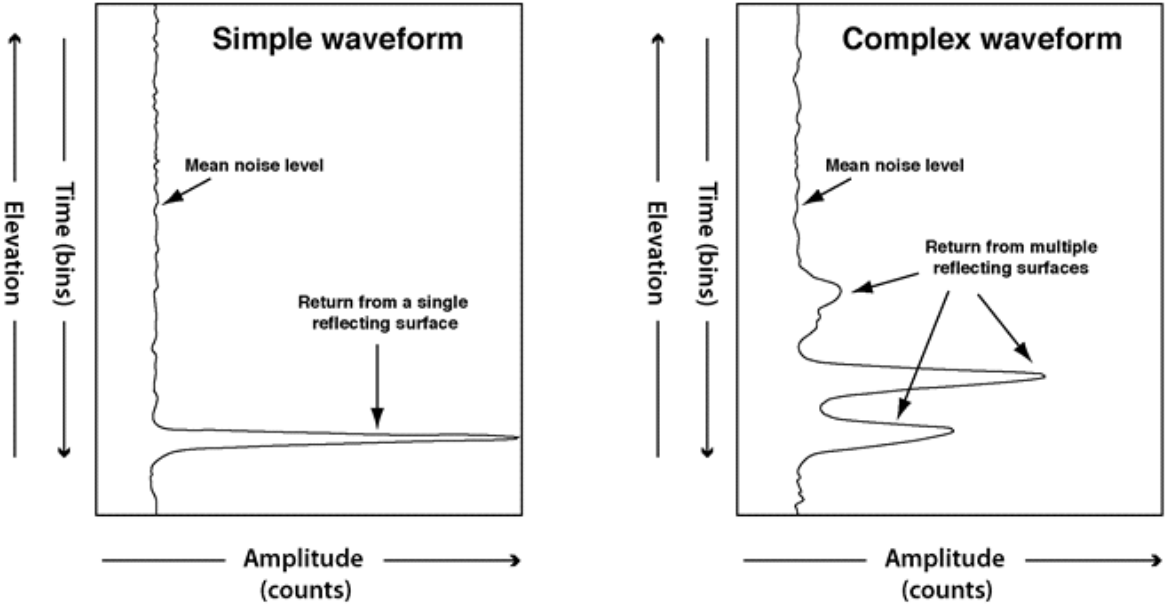 Simple waveform
Mean noise level
Return from a single
reflecting surface
Elevation
Time (bins)
Amplitude
(counts)
Complex waveform
Mean noise level
Return from multiple
reflecting surfaces
Elevation
Time (bins)
Amplitude
(counts)